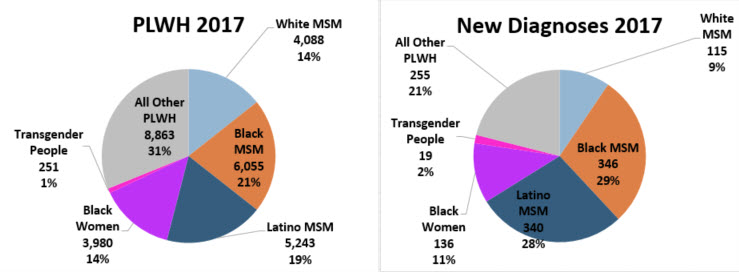 PLWH 2017
White MSM
4,088
14%
Black
MSM
6,055
21%
Latino MSM
5,243
19%
Black
Women
3,980
14%
Transgender
People
251
1%
All Other
PLWH
8,863
31%
New Diagnoses 2017
White
MSM
115
9%
Black MSM
346
29%
Latino
MSM
340
28%
Black
Women
136
11%
Transgender
People
19
2%
All Other
PLWH
255
21%